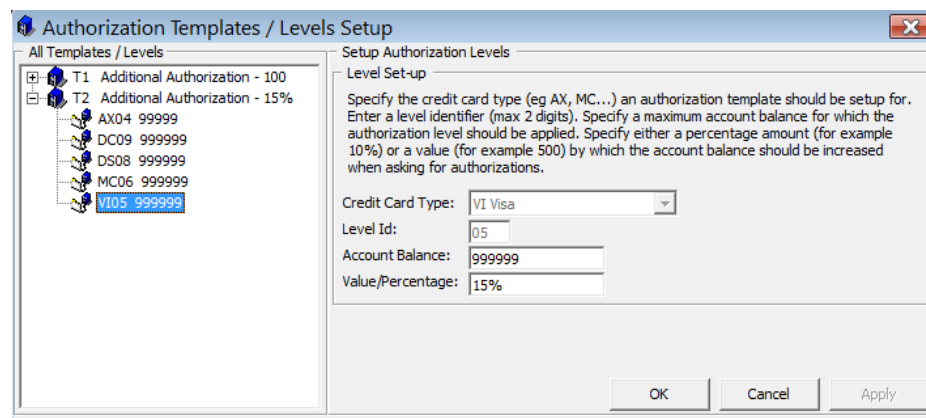 Authorization Templates / Levels Setup
All Templates / Levels
T1 Additional Authorization - 100
T2 Additional Authorization - 15%
AX04 99999
DC09 999999
DS08 999999
MC06 999999
VI05 999999
Setup Authorization Levels
Level Set-up
Specify the credit card type (eg AX, MC...) an authorization template should be setup for.
Enter a level identifier (max 2 digits). Specify a maximum account balance for which the
authorization level should be applied. Specify either a percentage amount (for example
10%) or a value (for example 500) by which the account balance should be increased
when asking for authorizations.
Credit Card Type: VI Visa
Level Id: 05
Account Balance: 999999
Value/Percentage: 15%
OK Cancel Apply